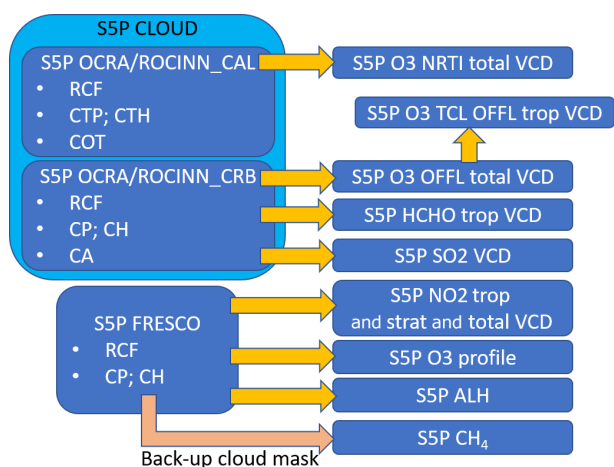 S5P CLOUD
S5P OCRA/ROCINN_CAL
• RCF
• CTP; CTH
• COT
S5P OCRA/ROCINN_CRB
• RCF
• CP; CH
• CA
S5P FRESCO
• RCF
• CP; CH
Back-up cloud mask
S5P O3 NRTI total VCD
S5P O3 TCL OFFL trop VCD
S5P O3 OFFL total VCD
S5P HCHO trop VCD
S5P SO2 VCD
S5P NO2 trop
and strat and total VCD
S5P O3 profile
S5P ALH
S5P CH₄